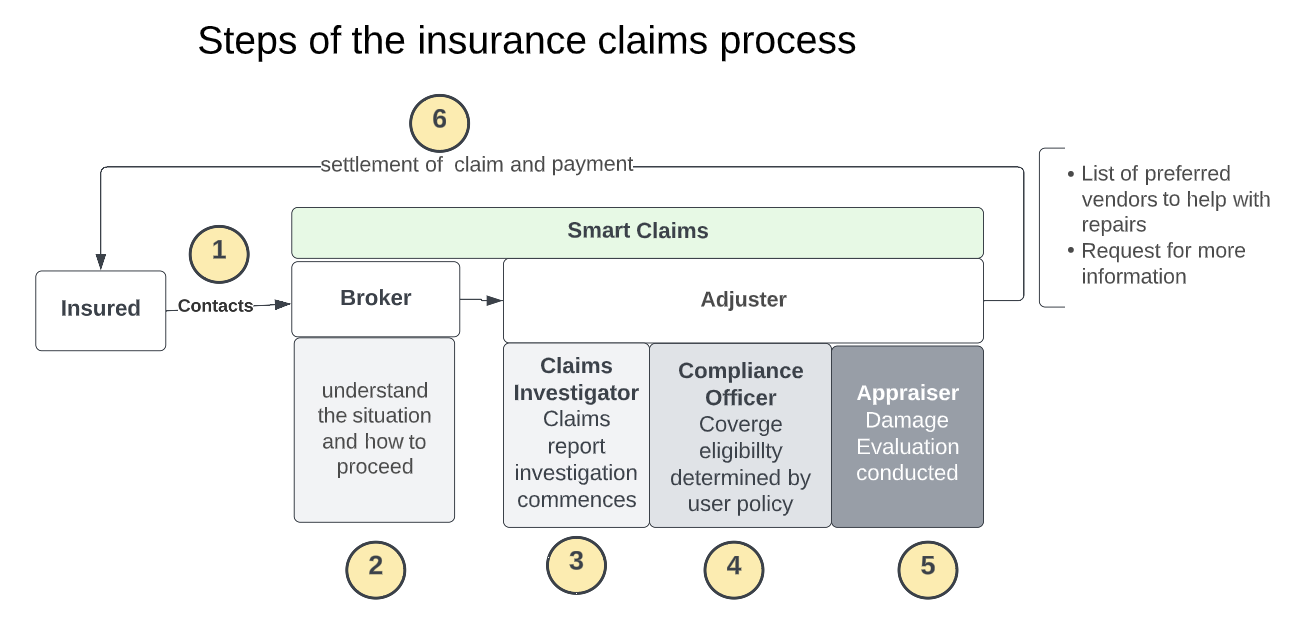 Steps of the insurance claims process
6
settlement of  claim and payment
• List of preferred
vendors to help with
repairs
• Request for more
information
Smart Claims
1
Insured
Contacts
Broker
Adjuster
understand
the situation
and how to
proceed
Claims
Investigator
Claims
report
investigation
commences
Compliance
Officer
Coverge
eligibillty
determined by
user policy
Appraiser
Damage
Evaluation
conducted
2
3
4
5